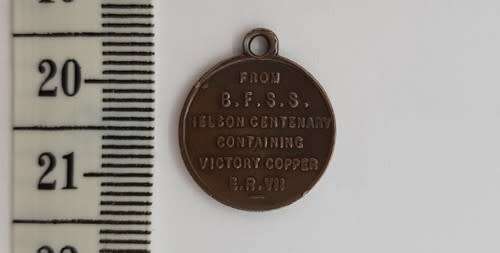 20
21
FROM
B.F.S.S.
NELSON CENTENARY
CONTAINING
VICTORY COPPER
E.R.VII